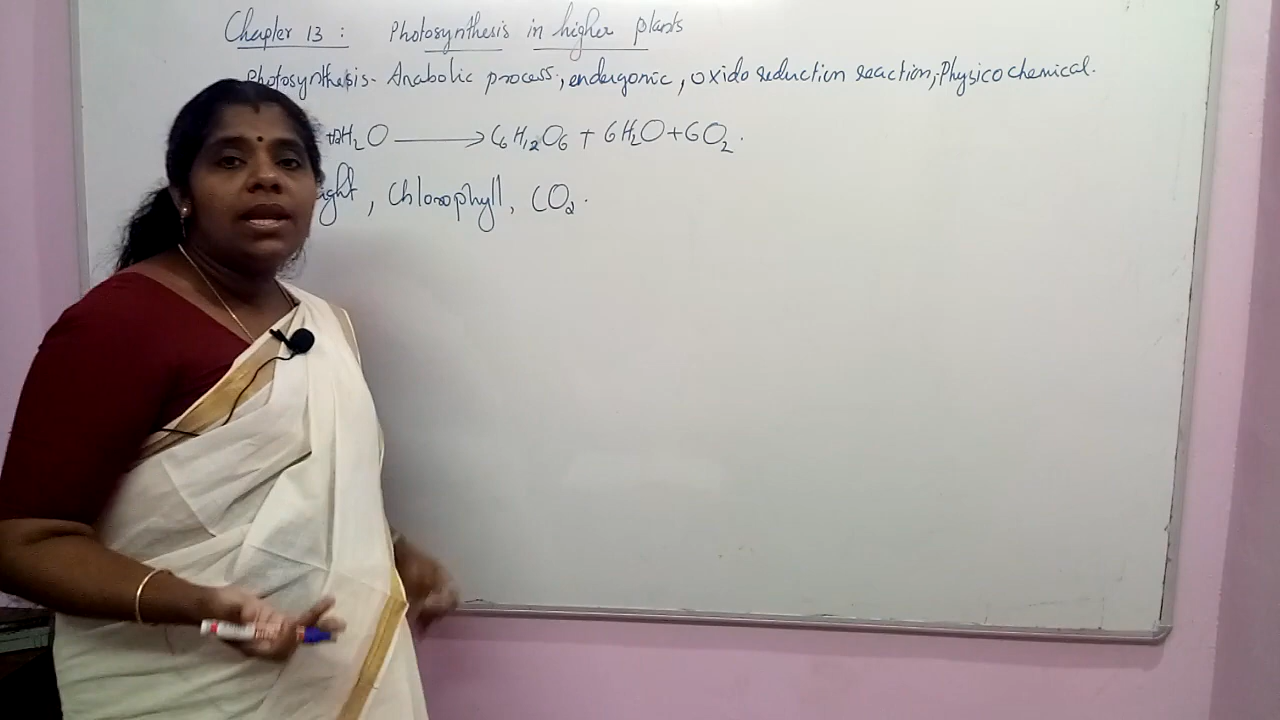 Chapter 13 : Photosynthesis in higher plants
Photosynthesis - Anabolic process, endergonic, oxido reduction reaction, Physicochemical.
12H₂O ⟶ C₆H₁₂O₆ + 6H₂O + 6O₂.
ight, Chlorophyll, CO₂.